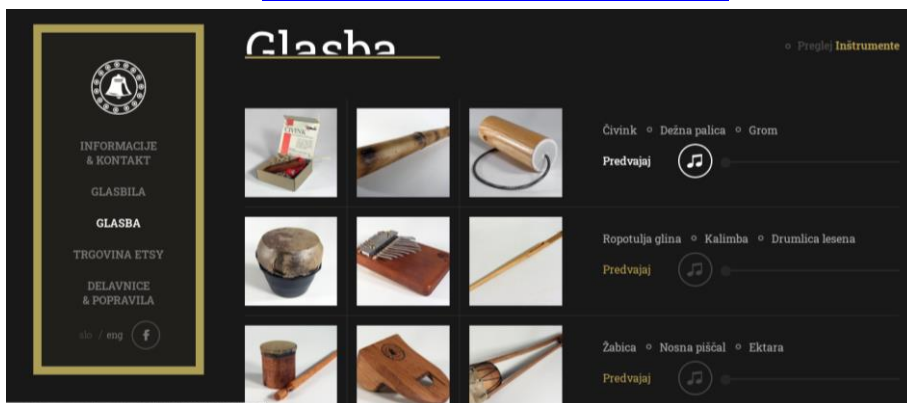 Glasba
Preglej Inštrumente
INFORMACIJE
& KONTAKT
GLASBILA
GLASBA
TRGOVINA ETSY
DELAVNICE
& POPRAVILA
slo / eng
ČIVINK
Čivink ○ Dežna palica ○ Grom
Predvajaj
Ropotulja glina ○ Kalimba ○ Drumlica lesena
Predvajaj
Žabica ○ Nosna piščal ○ Ektara
Predvajaj